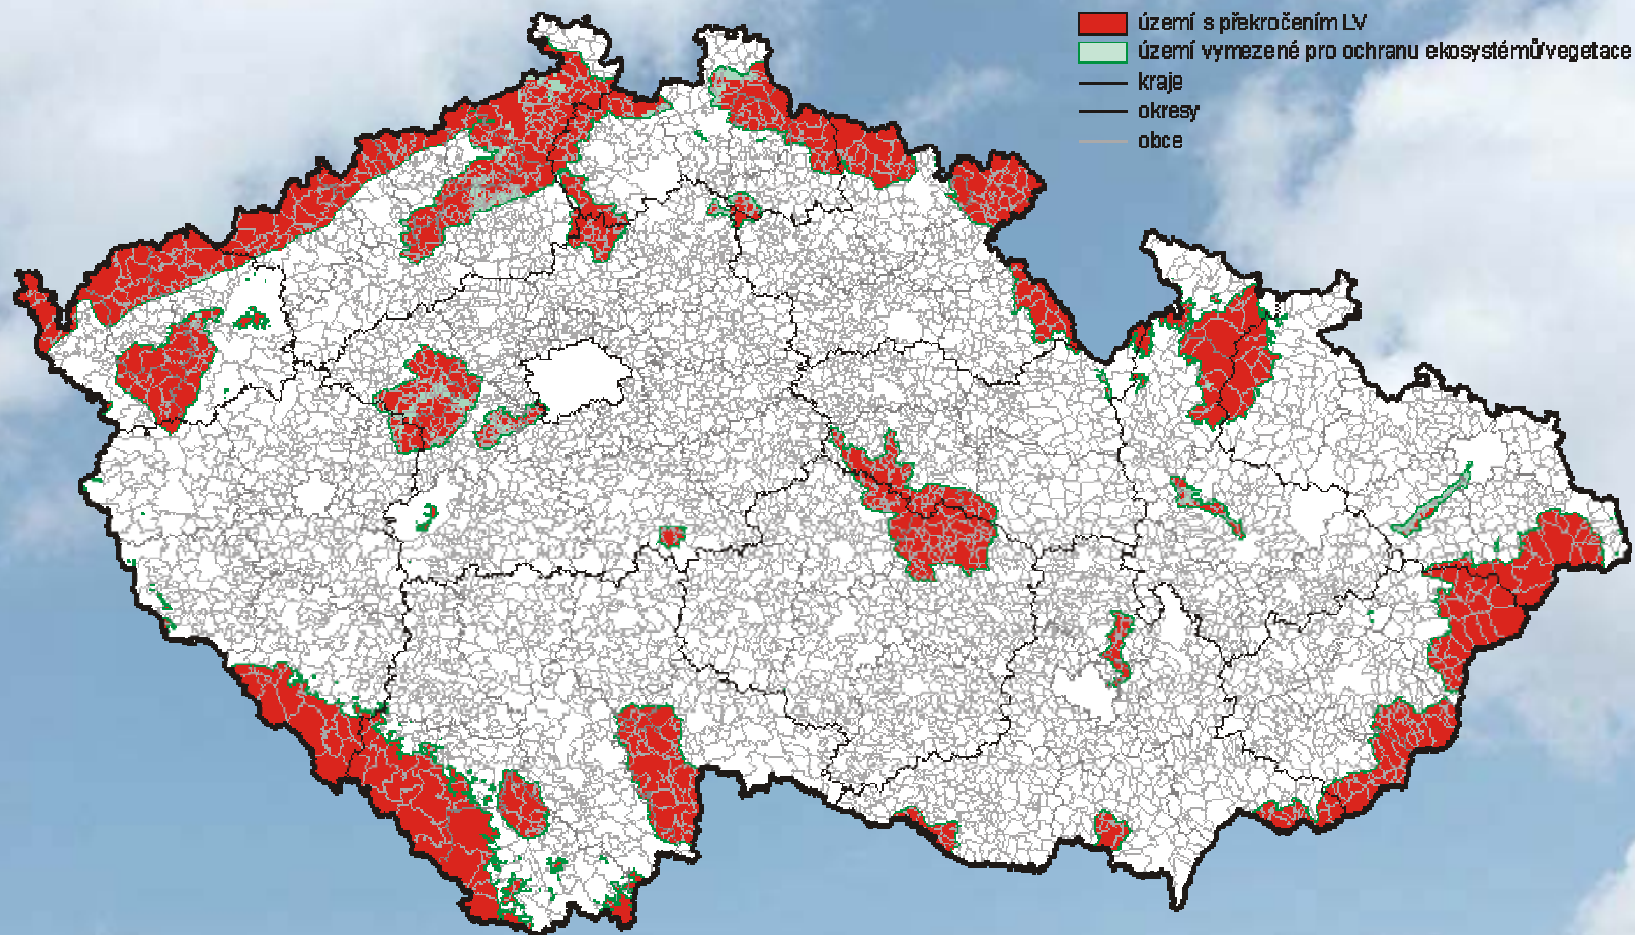 území s překročením LV
území vymezené pro ochranu ekosystémů/vegetace
kraje
okresy
obce